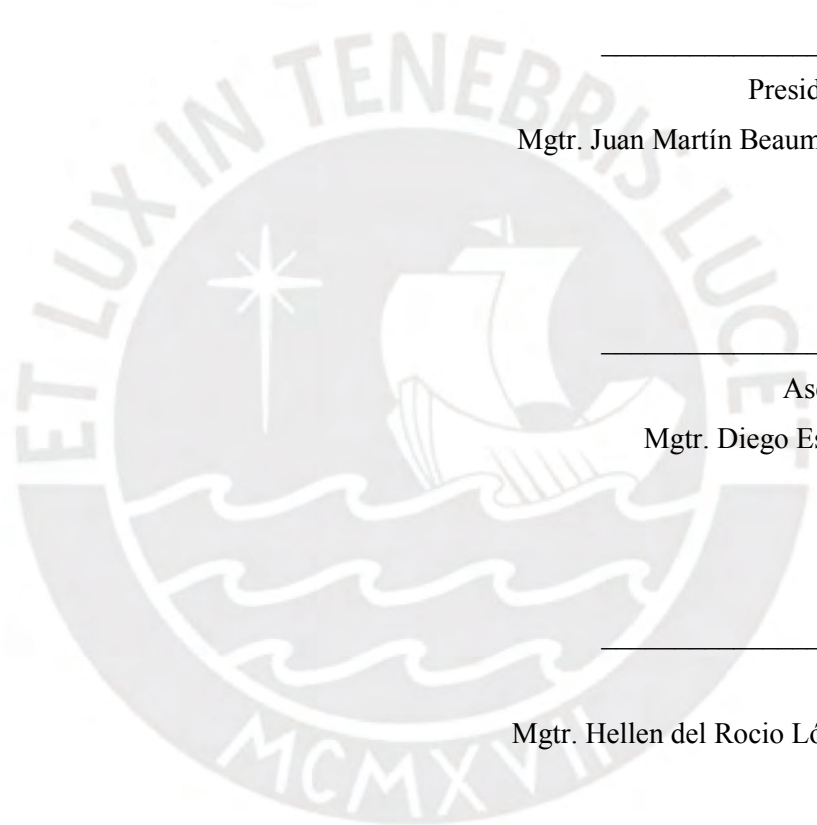 ET LUX IN TENEBRIS LUCET
Presid
Mgtr. Juan Martín Beaum
Ase
Mgtr. Diego Es
Mgtr. Hellen del Rocio Ló
MCMXVII